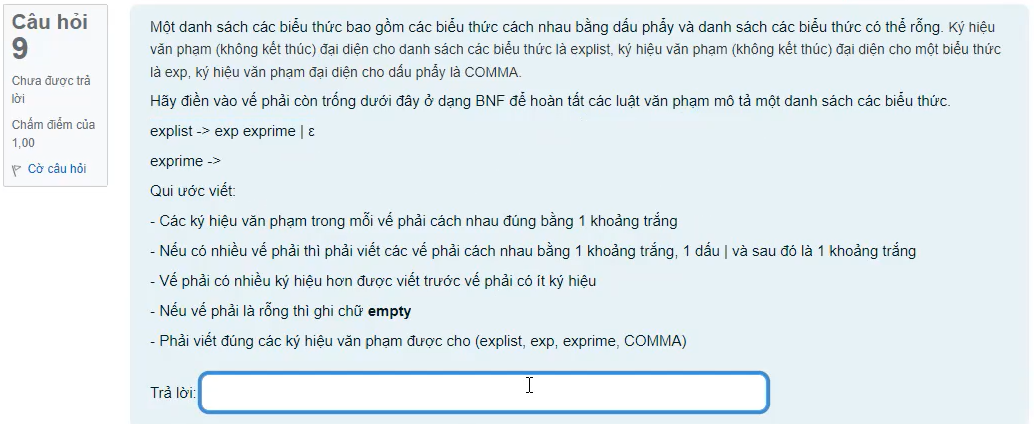 Câu hỏi
9
Chưa được trả
lời
Chấm điểm của
1,00
Cờ câu hỏi
Một danh sách các biểu thức bao gồm các biểu thức cách nhau bằng dấu phẩy và danh sách các biểu thức có thể rỗng. Ký hiệu
văn phạm (không kết thúc) đại diện cho danh sách các biểu thức là explist, ký hiệu văn phạm (không kết thúc) đại diện cho một biểu thức
là exp, ký hiệu văn phạm đại diện cho dấu phẩy là COMMA.
Hãy điền vào vế phải còn trống dưới đây ở dạng BNF để hoàn tất các luật văn phạm mô tả một danh sách các biểu thức.
explist -> exp exprime | ε
exprime ->
Qui ước viết:
- Các ký hiệu văn phạm trong mỗi vế phải cách nhau đúng bằng 1 khoảng trắng
- Nếu có nhiều vế phải thì phải viết các vế phải cách nhau bằng 1 khoảng trắng, 1 dấu | và sau đó là 1 khoảng trắng
- Vế phải có nhiều ký hiệu hơn được viết trước vế phải có ít ký hiệu
- Nếu vế phải là rỗng thì ghi chữ empty
- Phải viết đúng các ký hiệu văn phạm được cho (explist, exp, exprime, COMMA)
Trả lời: